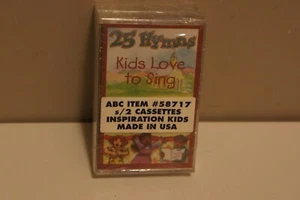 25 Hymns
Kids Love
to Sing
ABC ITEM #58717
s/2 CASSETTES
INSPIRATION KIDS
MADE IN USA